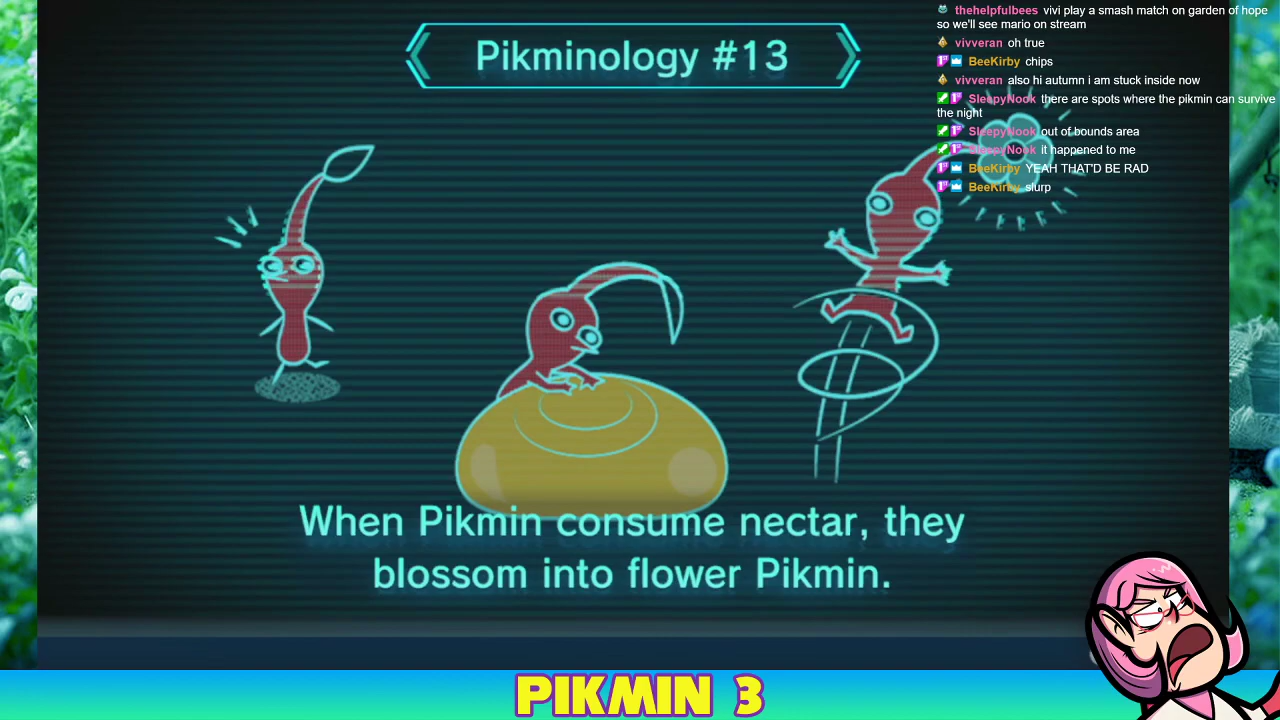 Pikminology #13
thehelpfulbees vivi play a smash match on garden of hope
so we'll see mario on stream
vivveran oh true
BeeKirby chips
vivveran also hi autumn i am stuck inside now
SleepyNook there are spots where the pikmin can survive
the night
SleepyNook out of bounds area
SleepyNook it happened to me
BeeKirby YEAH THAT'D BE RAD
BeeKirby slurp
When Pikmin consume nectar, they
blossom into flower Pikmin.
PIKMIN 3